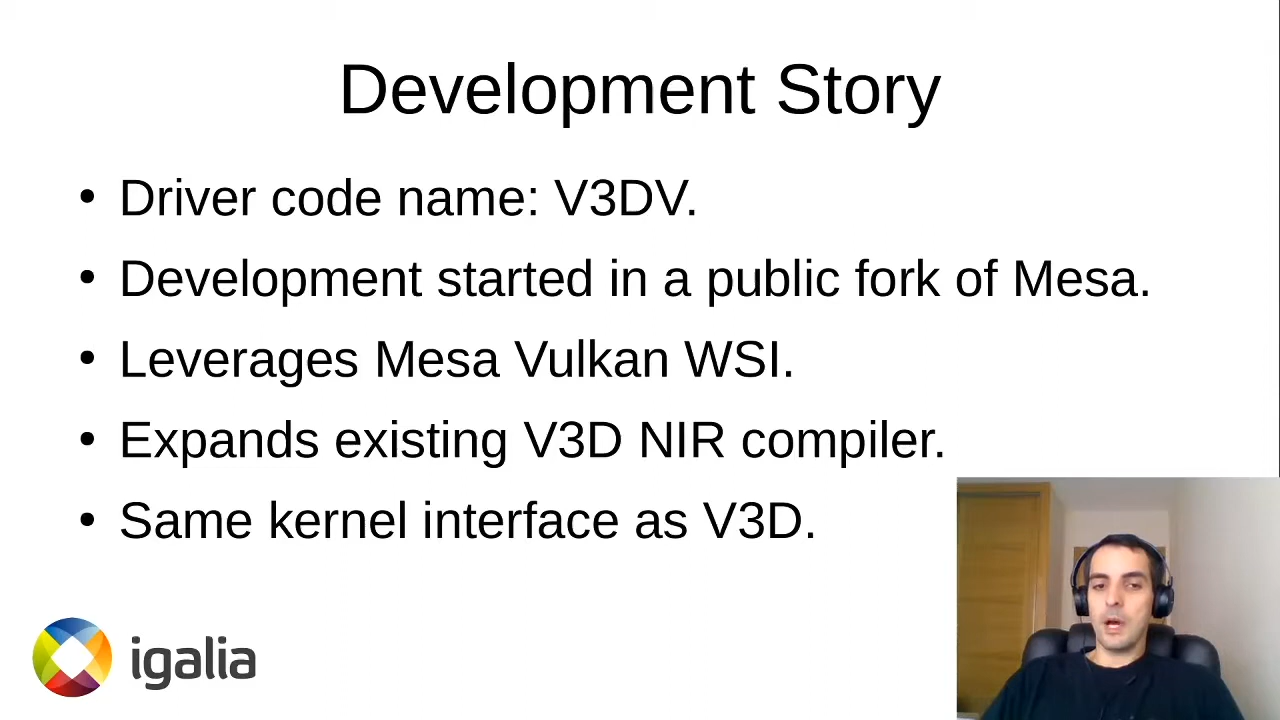 Development Story
• Driver code name: V3DV.
• Development started in a public fork of Mesa.
• Leverages Mesa Vulkan WSI.
• Expands existing V3D NIR compiler.
• Same kernel interface as V3D.
igalia